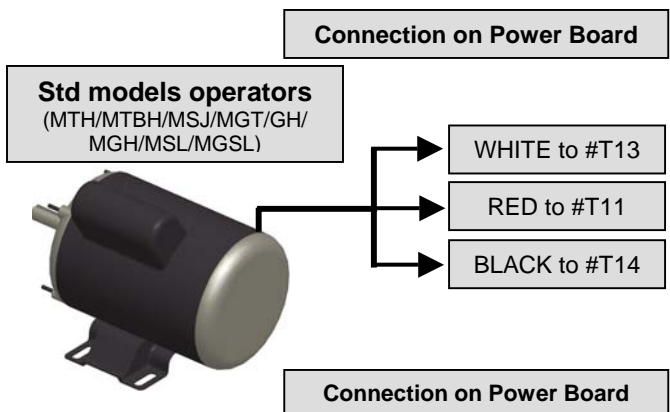 Connection on Power Board
Std models operators
(MTH/MTBH/MSJ/MGT/GH/
MGH/MSL/MGSL)
WHITE to #T13
RED to #T11
BLACK to #T14
Connection on Power Board